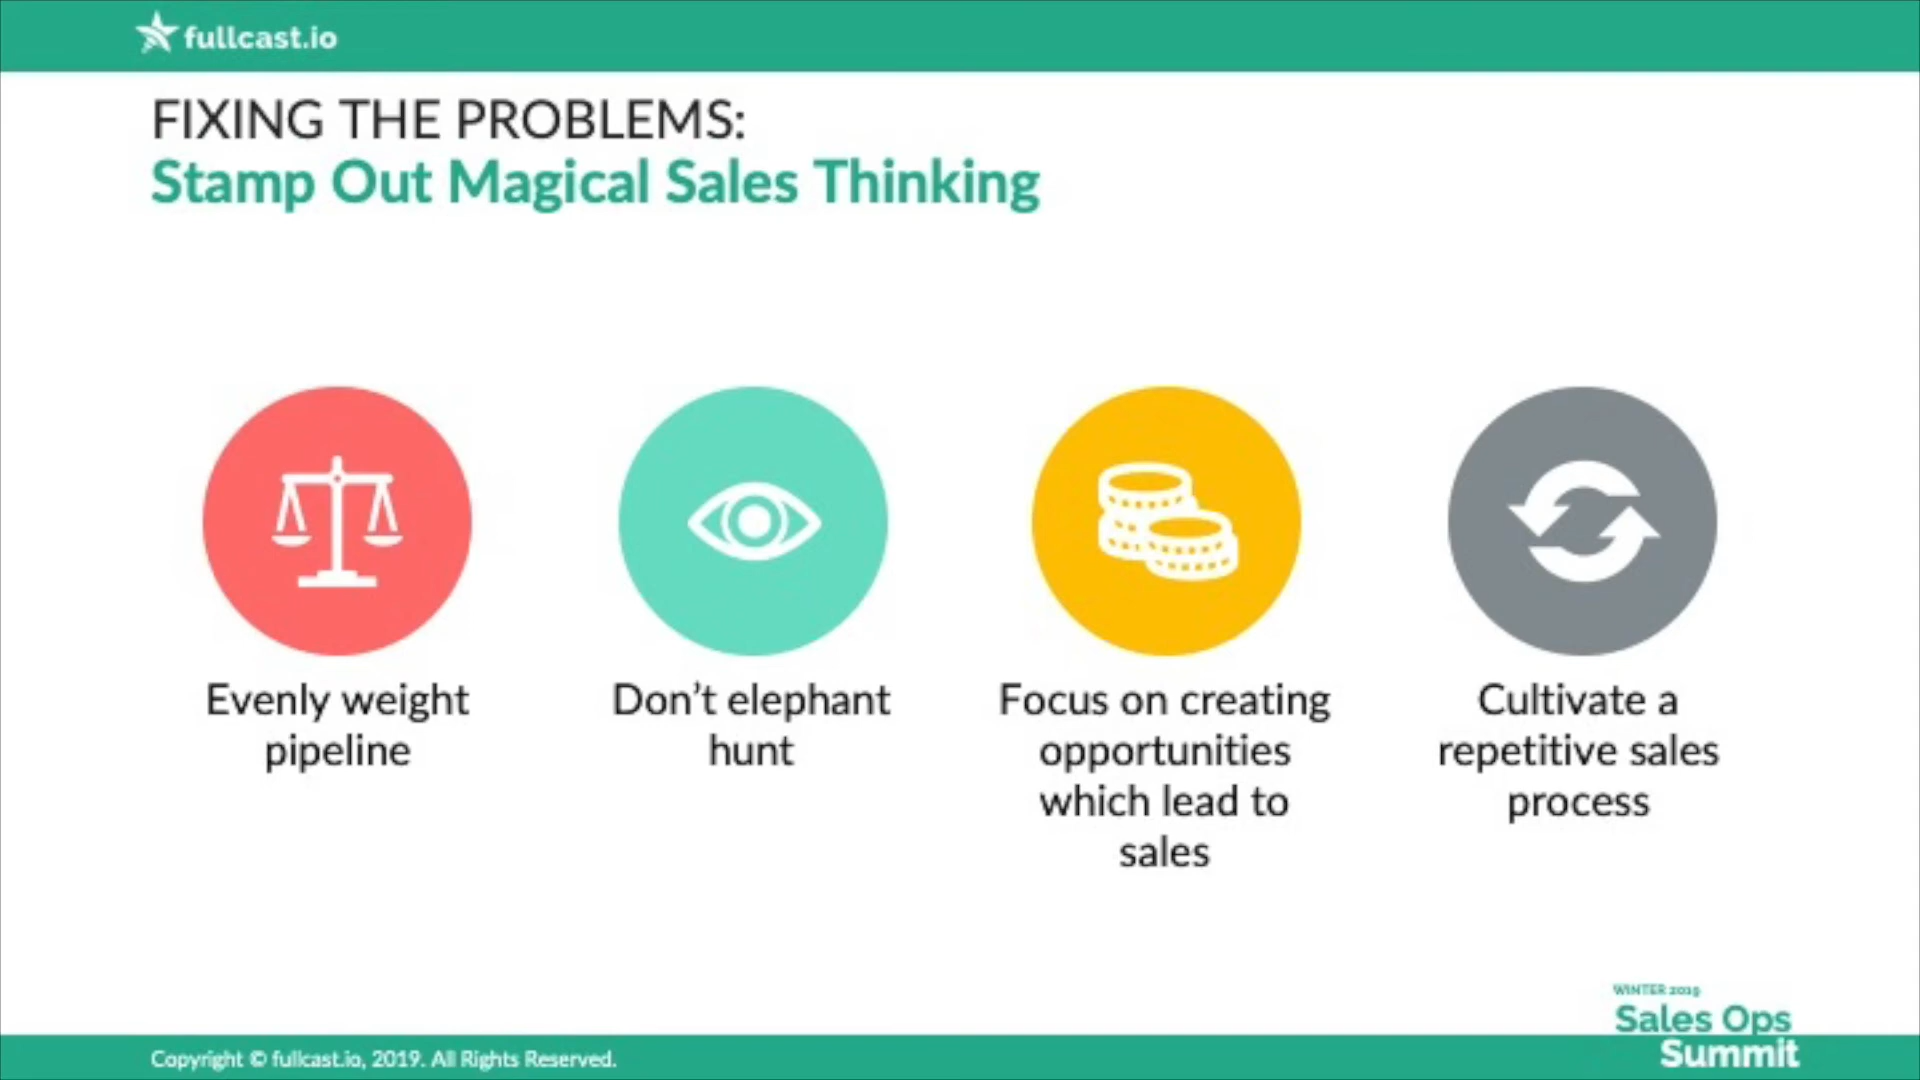 fullcast.io
FIXING THE PROBLEMS:
Stamp Out Magical Sales Thinking
Evenly weight
pipeline
Don't elephant
hunt
Focus on creating
opportunities
which lead to
sales
Cultivate a
repetitive sales
process
WINTER 2019
Sales Ops
Summit
Copyright © fullcast.io, 2019. All Rights Reserved.